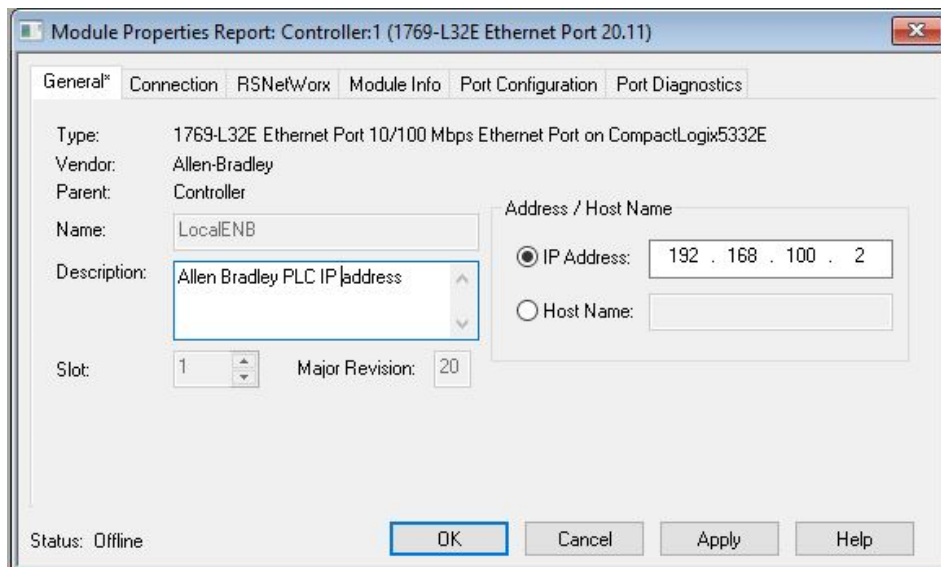 Module Properties Report: Controller:1 (1769-L32E Ethernet Port 20.11)
General* Connection RSNetWorx Module Info Port Configuration Port Diagnostics
Type: 1769-L32E Ethernet Port 10/100 Mbps Ethernet Port on CompactLogix5332E
Vendor: Allen-Bradley
Parent: Controller
Name: LocalENB
Description: Allen Bradley PLC IP address
Address / Host Name
IP Address: 192 . 168 . 100 . 2
Host Name:
Slot: 1 Major Revision: 20
Status: Offline OK Cancel Apply Help